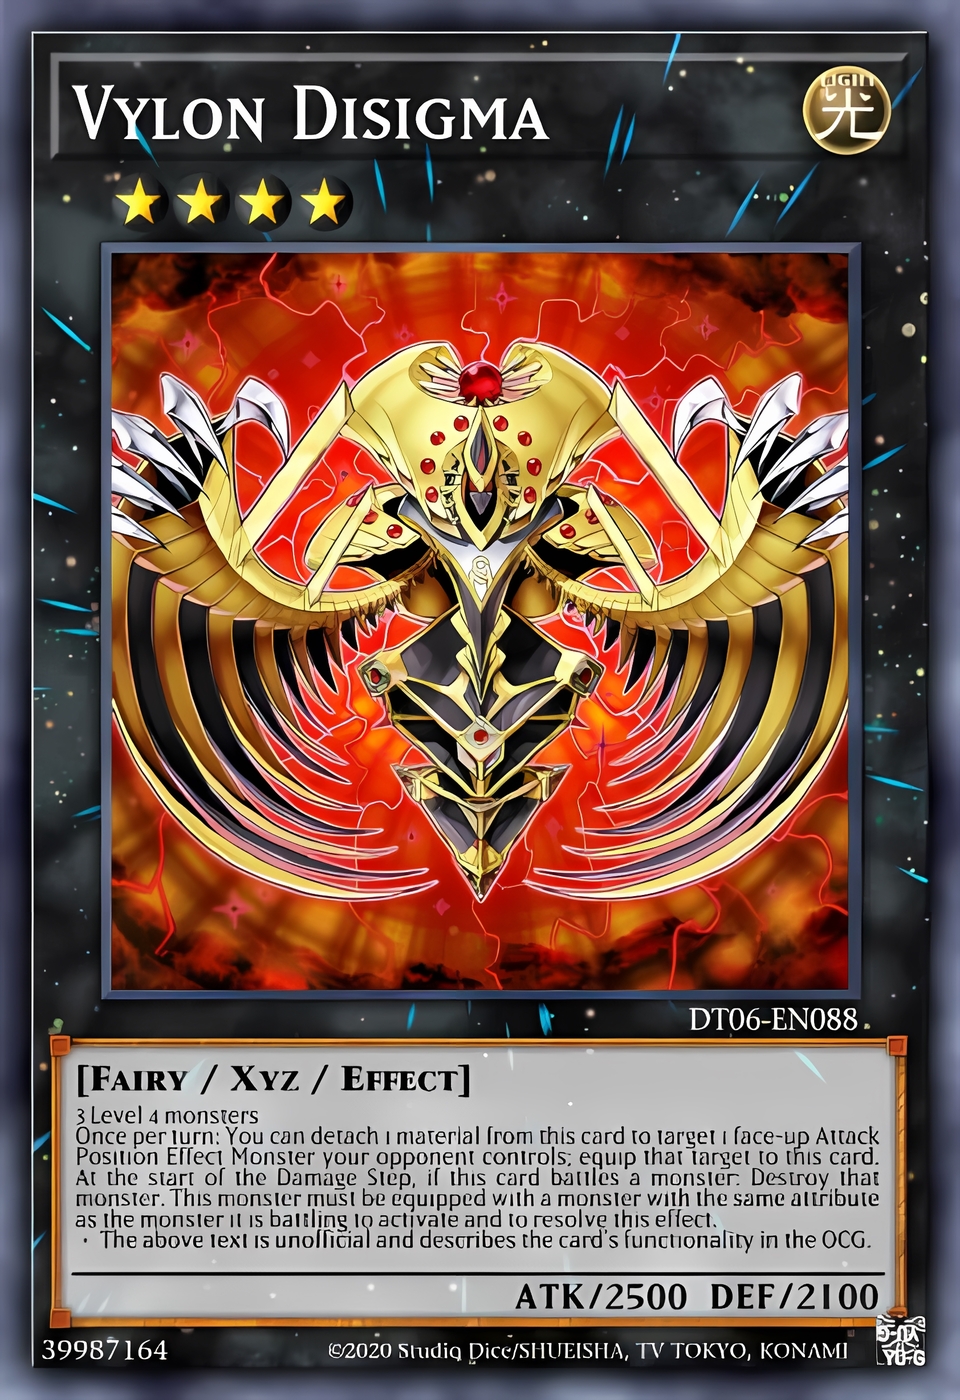 Vylon Disigma
光
DT06-EN088
[Fairy / Xyz / Effect]
3 Level 4 monsters
Once per turn: You can detach 1 material from this card to target 1 face-up Attack
Position Effect Monster your opponent controls; equip that target to this card.
At the start of the Damage Step, if this card battles a monster: Destroy that
monster. This monster must be equipped with a monster with the same attribute
as the monster it is battling to activate and to resolve this effect.
· The above text is unofficial and describes the card's functionality in the OCG.
ATK/2500 DEF/2100
39987164
©2020 Studio Dice/SHUEISHA, TV TOKYO, KONAMI